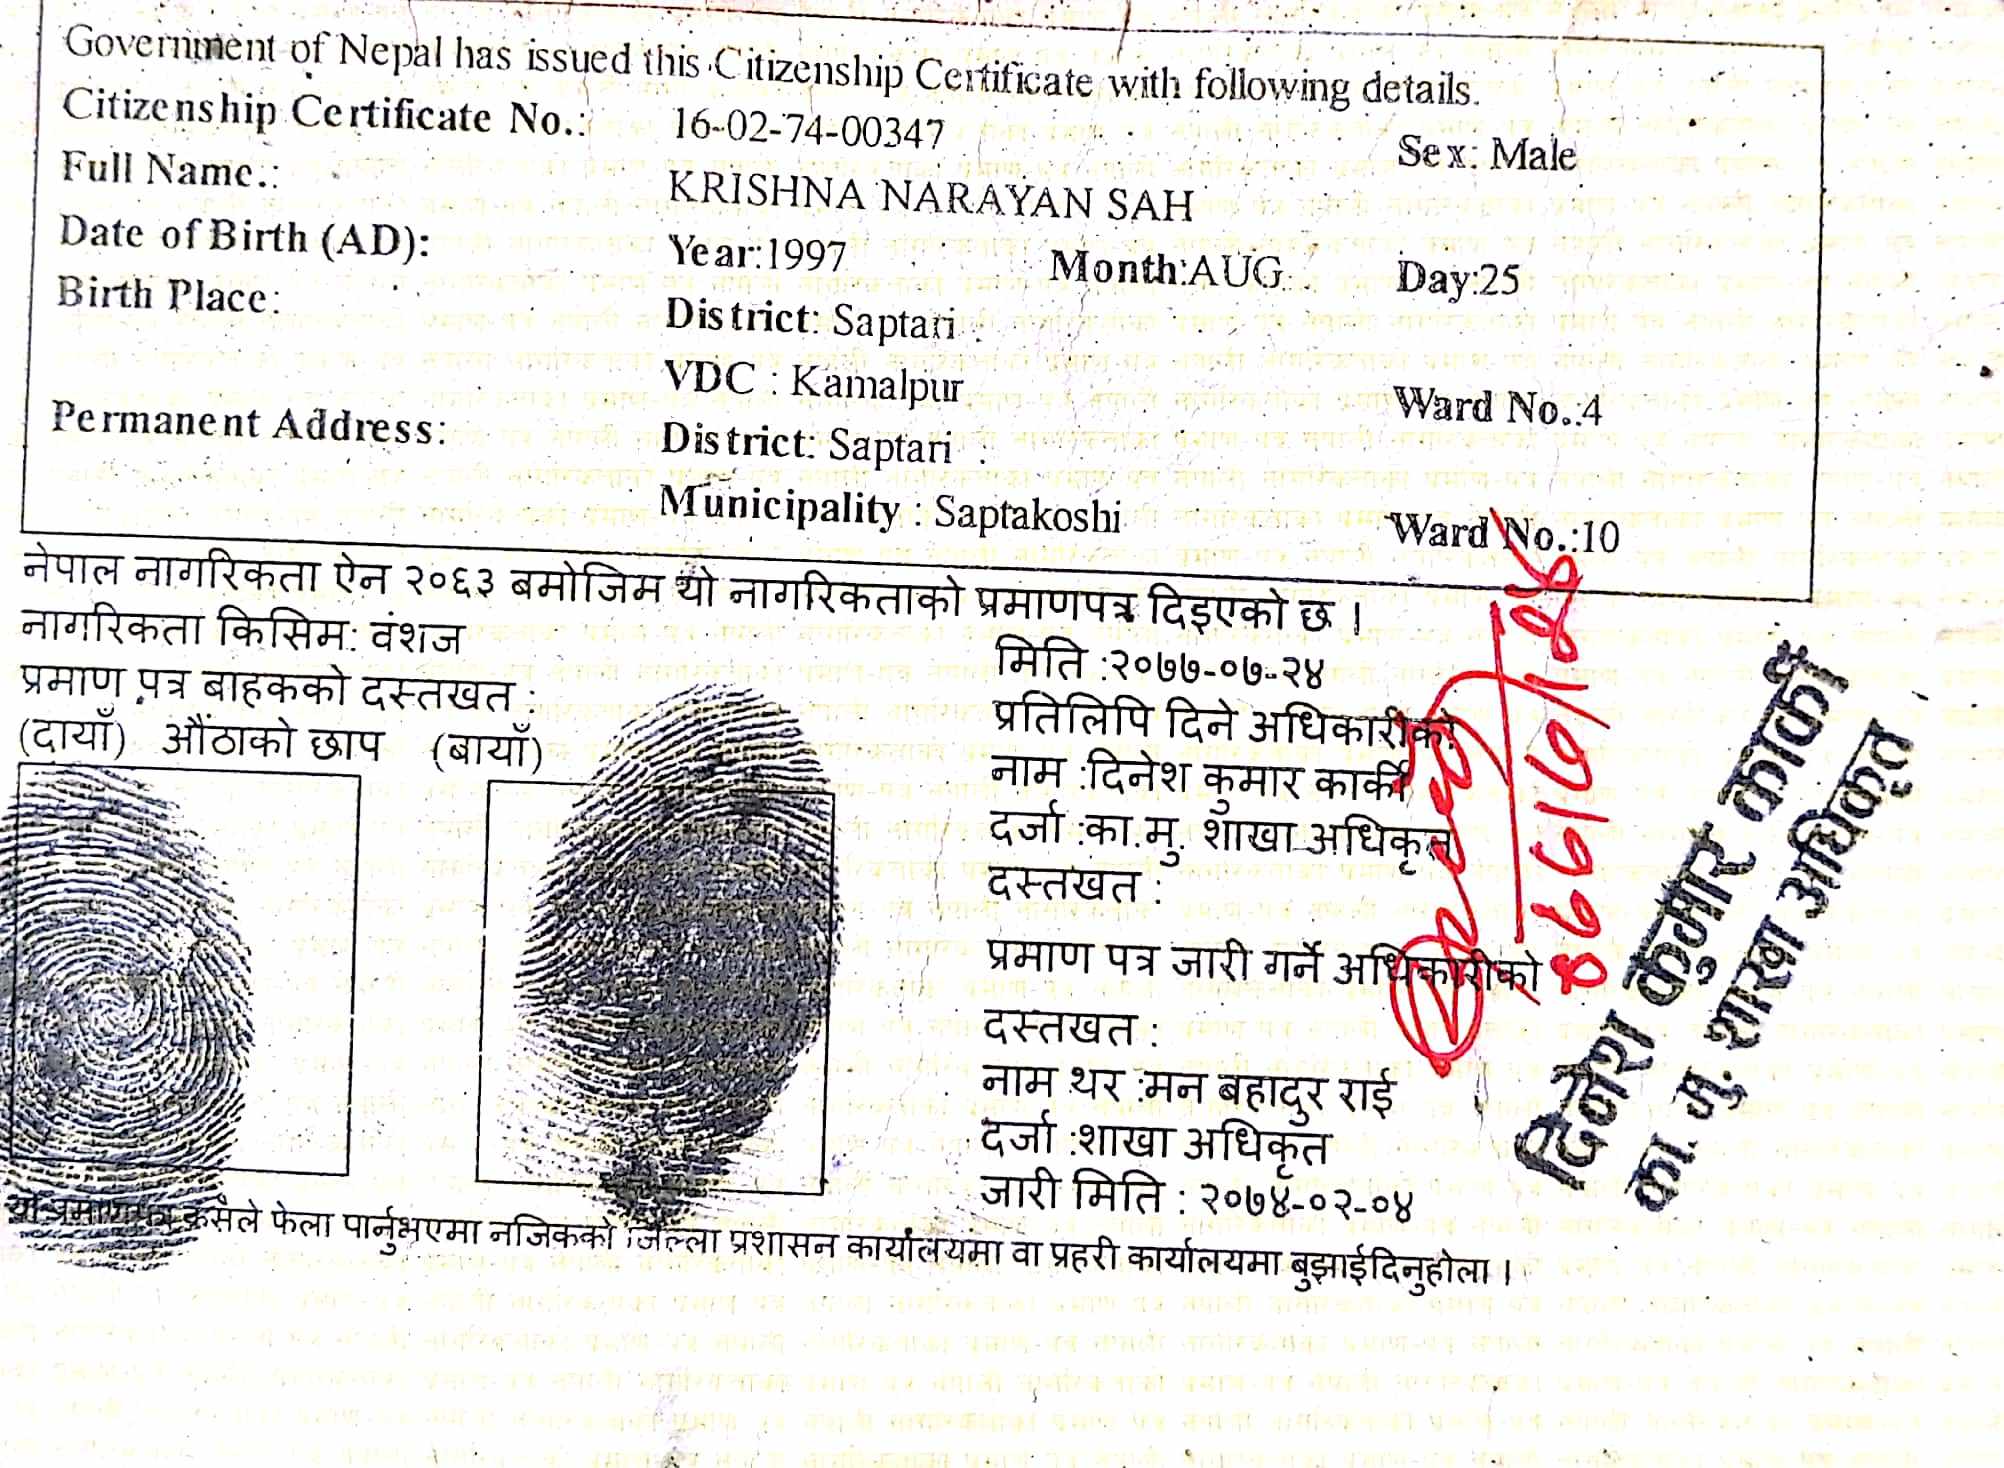 Government of Nepal has issued this Citizenship Certificate with following details.
Citizenship Certificate No.: 16-02-74-00347 Sex: Male
Full Name.: KRISHNA NARAYAN SAH
Date of Birth (AD): Year:1997 Month:AUG Day:25
Birth Place: District: Saptari
VDC : Kamalpur Ward No.:4
Permanent Address: District: Saptari
Municipality : Saptakoshi Ward No.:10
नेपाल नागरिकता ऐन २०६३ बमोजिम यो नागरिकताको प्रमाणपत्र दिइएको छ ।
नागरिकता किसिम: वंशज
प्रमाण पत्र बाहकको दस्तखत :
(दायाँ) औंठाको छाप (बायाँ)
मिति :२०७७-०७-२४
प्रतिलिपि दिने अधिकारीको
नाम :दिनेश कुमार कार्की
दर्जा :का.मु. शाखा अधिकृत
दस्तखत :
प्रमाण पत्र जारी गर्ने अधिकारीको
दस्तखत :
नाम थर :मन बहादुर राई
दर्जा :शाखा अधिकृत
जारी मिति : २०७४-०२-०४
दिनेश कुमार कार्की
का. मु. शाखा अधिकृत
यो प्रमाण पत्र कसैले फेला पार्नुभएमा नजिकको जिल्ला प्रशासन कार्यालयमा वा प्रहरी कार्यालयमा बुझाईदिनुहोला ।